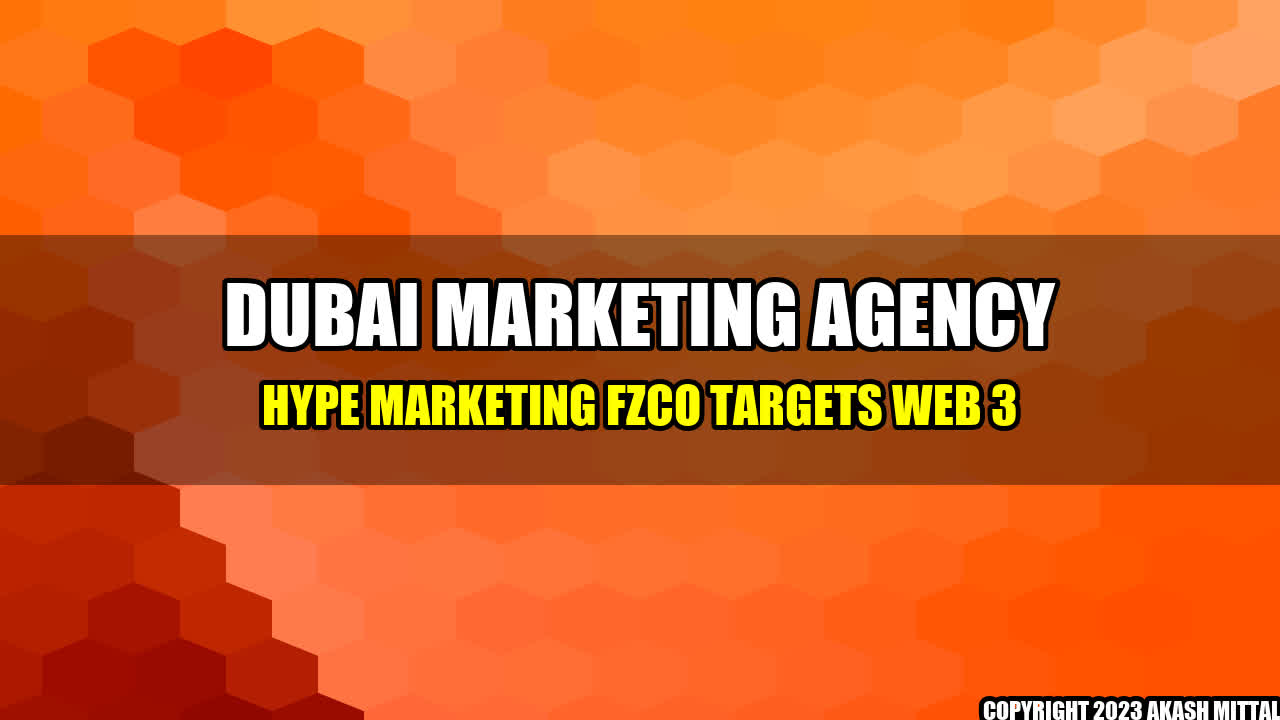 DUBAI MARKETING AGENCY
HYPE MARKETING FZCO TARGETS WEB 3
COPYRIGHT 2023 AKASH MITTAL